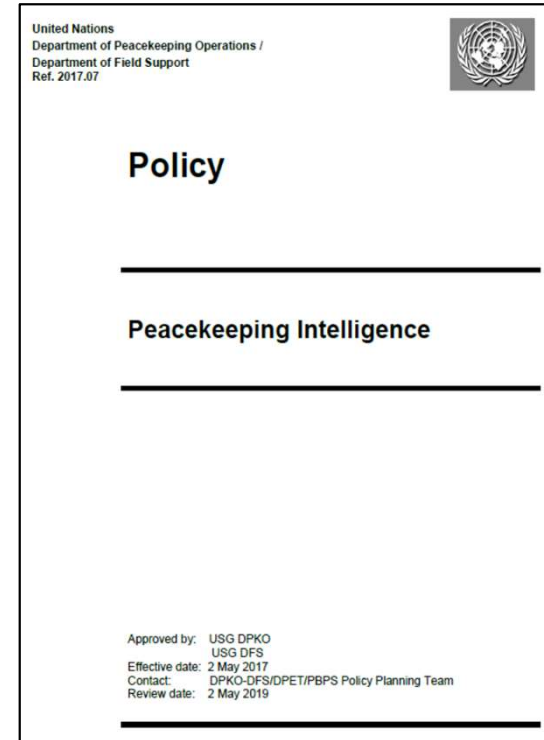 United Nations
Department of Peacekeeping Operations /
Department of Field Support
Ref. 2017.07
Policy
Peacekeeping Intelligence
Approved by: USG DPKO
USG DFS
Effective date: 2 May 2017
Contact: DPKO-DFS/DPET/PBPS Policy Planning Team
Review date: 2 May 2019